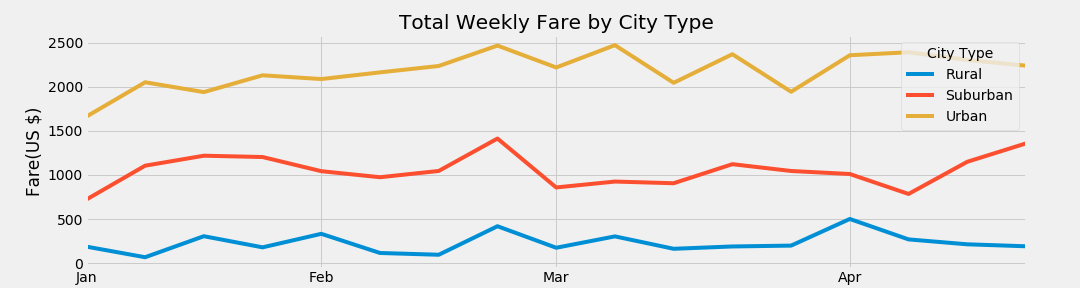 Total Weekly Fare by City Type
Fare(US $)
2500
2000
1500
1000
500
0
Jan
Feb
Mar
Apr
City Type
Rural
Suburban
Urban